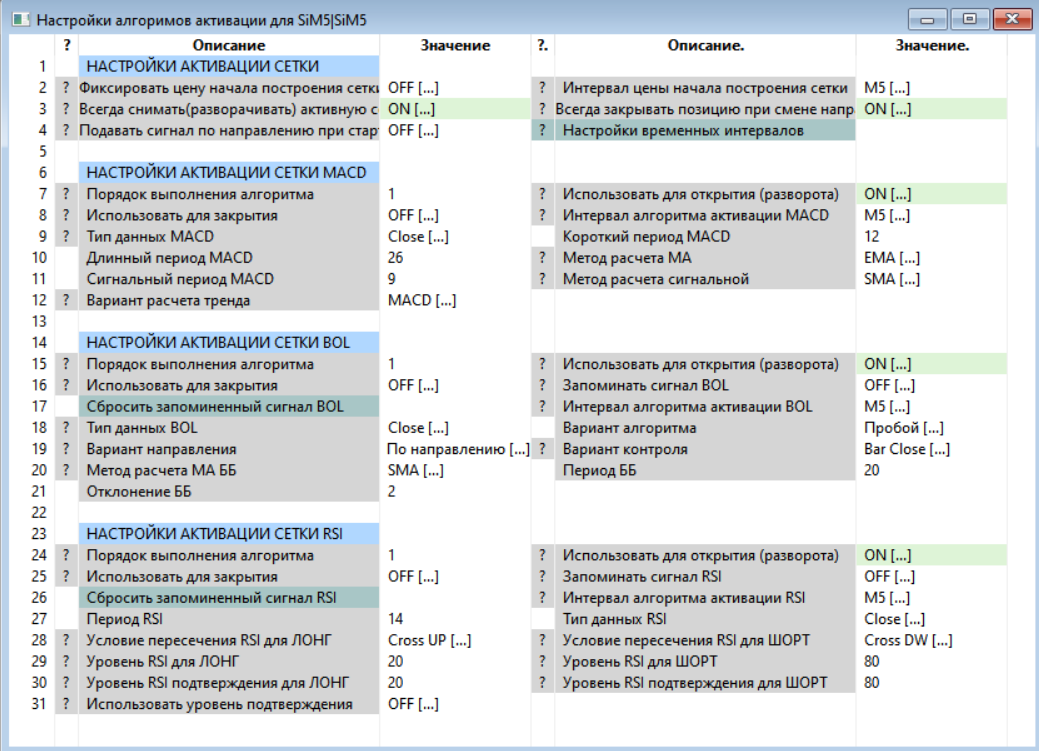 Настройки алгоримов активации для SiM5|SiM5
? Описание Значение ?. Описание. Значение.
1 НАСТРОЙКИ АКТИВАЦИИ СЕТКИ
2 ? Фиксировать цену начала построения сетки OFF [...] ? Интервал цены начала построения сетки M5 [...]
3 ? Всегда снимать(разворачивать) активную с ON [...] ? Всегда закрывать позицию при смене напр ON [...]
4 ? Подавать сигнал по направлению при стар OFF [...] ? Настройки временных интервалов
5
6 НАСТРОЙКИ АКТИВАЦИИ СЕТКИ MACD
7 ? Порядок выполнения алгоритма 1 ? Использовать для открытия (разворота) ON [...]
8 ? Использовать для закрытия OFF [...] ? Интервал алгоритма активации MACD M5 [...]
9 ? Тип данных MACD Close [...] Короткий период MACD 12
10 Длинный период MACD 26 ? Метод расчета МА EMA [...]
11 Сигнальный период MACD 9 ? Метод расчета сигнальной SMA [...]
12 ? Вариант расчета тренда MACD [...]
13
14 НАСТРОЙКИ АКТИВАЦИИ СЕТКИ BOL
15 ? Порядок выполнения алгоритма 1 ? Использовать для открытия (разворота) ON [...]
16 ? Использовать для закрытия OFF [...] ? Запоминать сигнал BOL OFF [...]
17 Сбросить запоминенный сигнал BOL ? Интервал алгоритма активации BOL M5 [...]
18 ? Тип данных BOL Close [...] Вариант алгоритма Пробой [...]
19 ? Вариант направления По направлению [...] ? Вариант контроля Bar Close [...]
20 ? Метод расчета МА ББ SMA [...] Период ББ 20
21 Отклонение ББ 2
22
23 НАСТРОЙКИ АКТИВАЦИИ СЕТКИ RSI
24 ? Порядок выполнения алгоритма 1 ? Использовать для открытия (разворота) ON [...]
25 ? Использовать для закрытия OFF [...] ? Запоминать сигнал RSI OFF [...]
26 Сбросить запоминенный сигнал RSI ? Интервал алгоритма активации RSI M5 [...]
27 Период RSI 14 Тип данных RSI Close [...]
28 ? Условие пересечения RSI для ЛОНГ Cross UP [...] ? Условие пересечения RSI для ШОРТ Cross DW [...]
29 ? Уровень RSI для ЛОНГ 20 ? Уровень RSI для ШОРТ 80
30 ? Уровень RSI подтверждения для ЛОНГ 20 ? Уровень RSI подтверждения для ШОРТ 80
31 ? Использовать уровень подтверждения OFF [...]